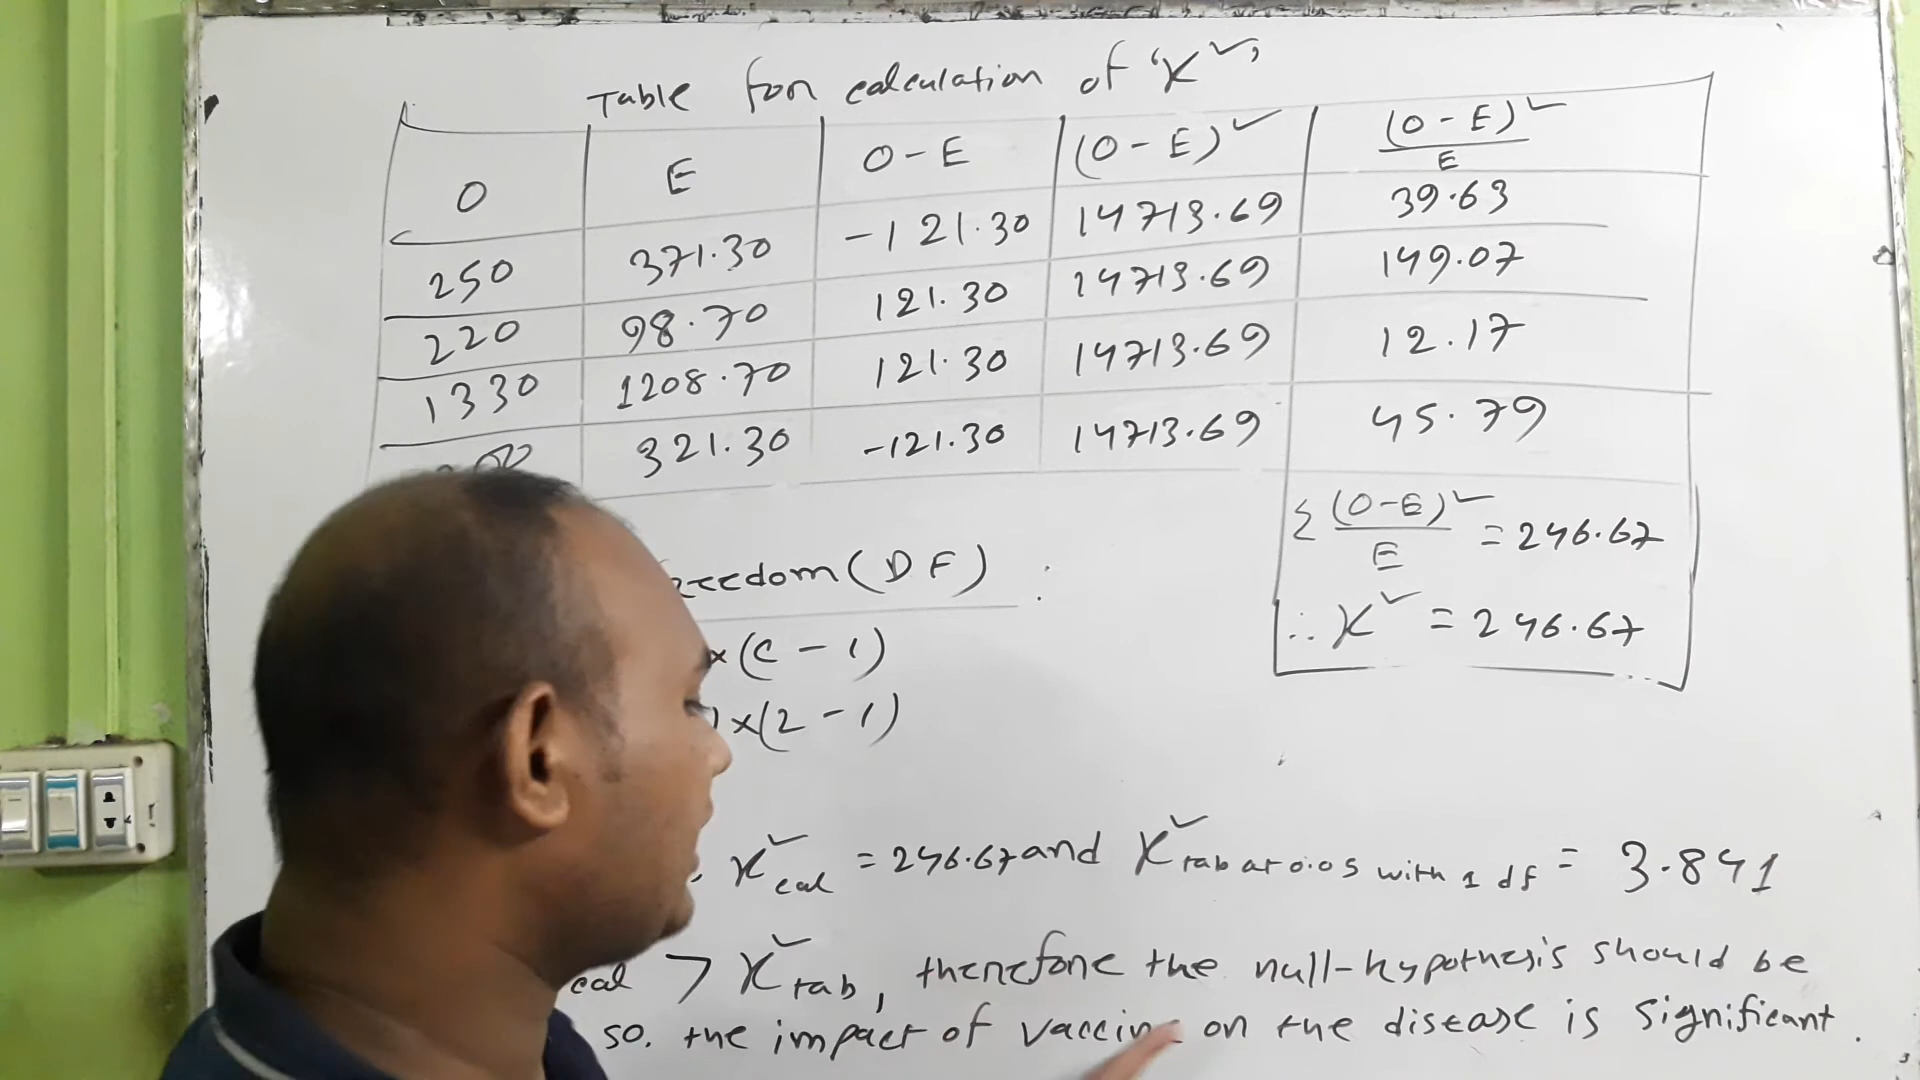 Table for calculation of 'χ²'
O E O-E (O-E)² (O-E)²/E
250 371.30 -121.30 14713.69 39.63
220 98.70 121.30 14713.69 149.07
1330 1208.70 121.30 14713.69 12.17
321.30 -121.30 14713.69 45.79
Σ (O-E)²/E = 246.67
∴ χ² = 246.67
freedom (DF) :
×(c-1)
)×(2-1)
χ²cal = 246.67 and χ²tab at 0.05 with 1 df = 3.841
cal > χ²tab, therefore the null-hypothesis should be
so. the impact of vaccine on the disease is significant.